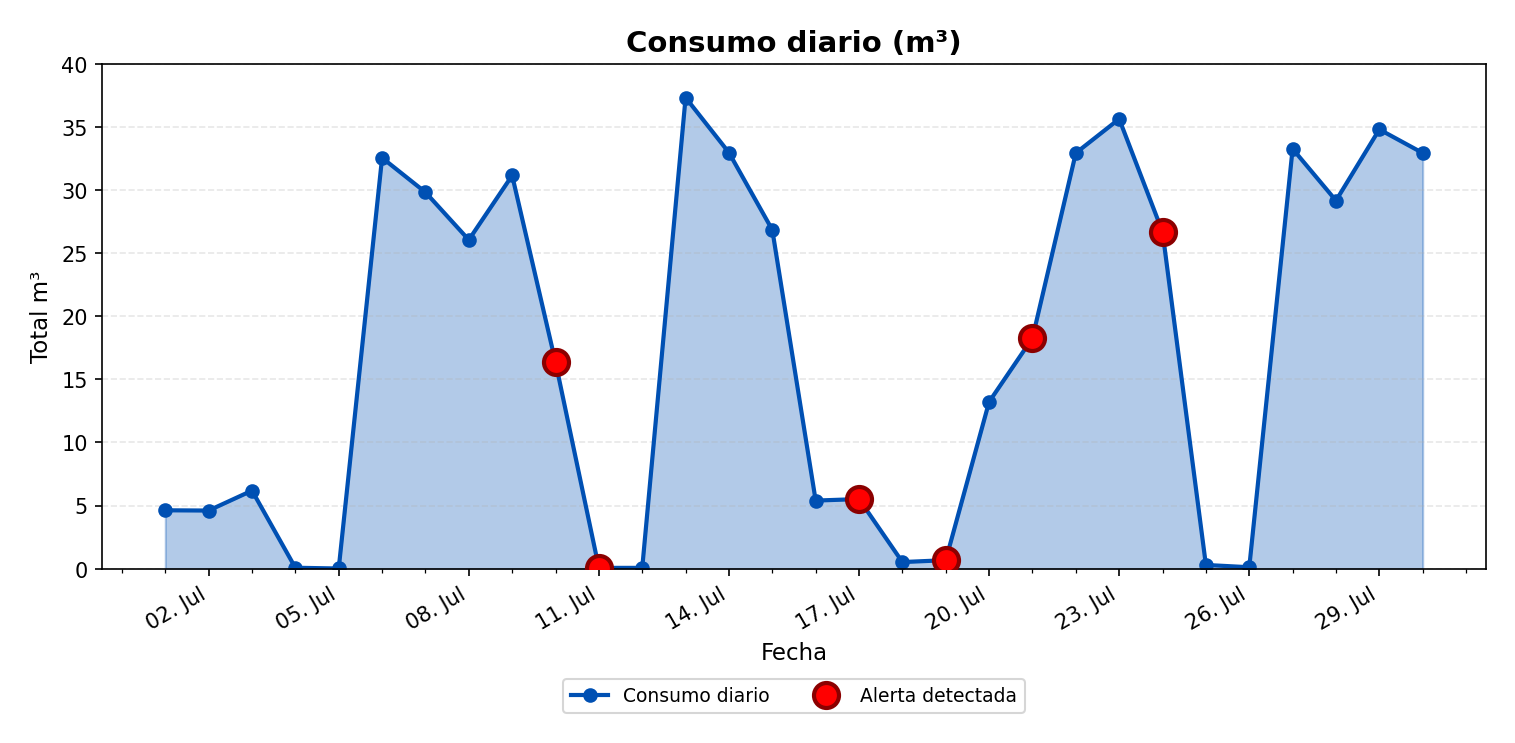 Consumo diario (m³)
Total m³
40
35
30
25
20
15
10
5
0
02. Jul 05. Jul 08. Jul 11. Jul 14. Jul 17. Jul 20. Jul 23. Jul 26. Jul 29. Jul
Fecha
Consumo diario Alerta detectada